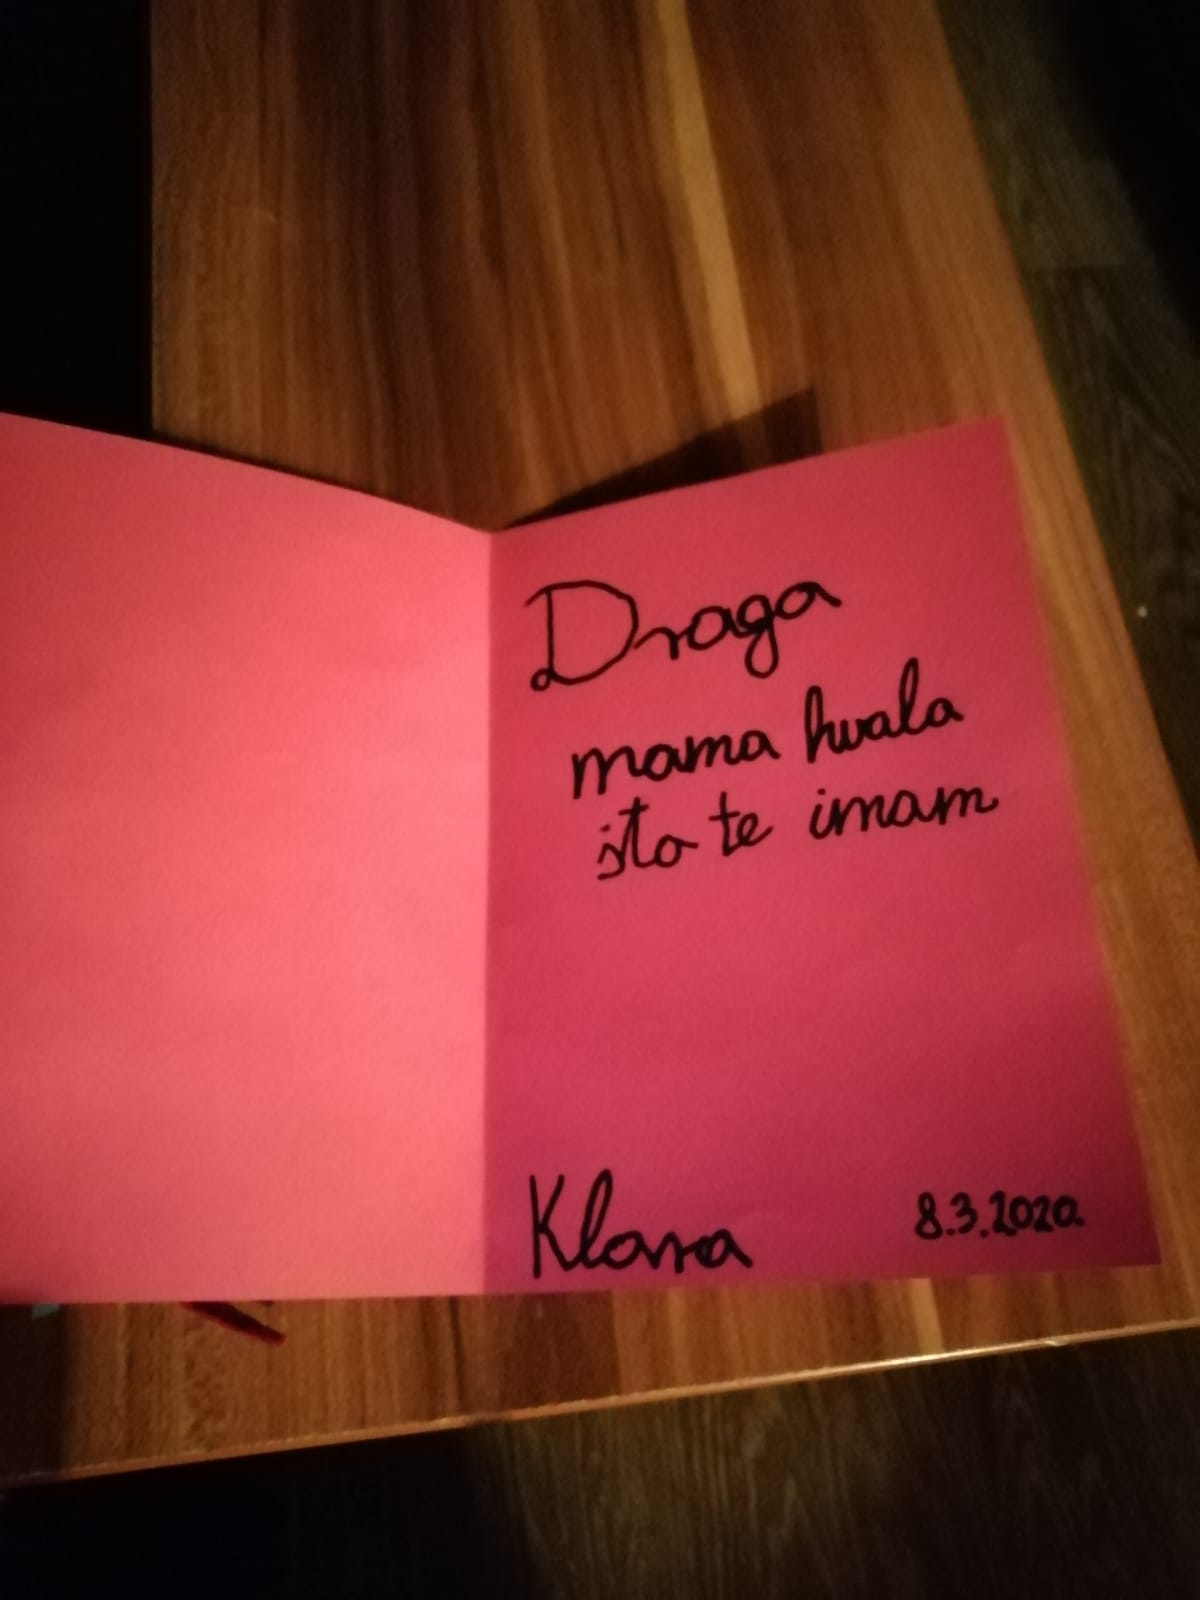 Draga
mama hvala
što te imam
Klara
8.3.2020.